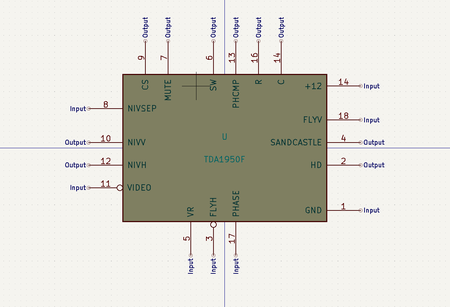 Output Output Output Output Output Output
9 7 6 13 16 14
CS MUTE SW PHCMP R C
+12 14 Input
Input 8 NIVSEP
FLYV 18 Input
Output 10 NIVV
SANDCASTLE 4 Output
U
TDA1950F
Output 12 NIVH
HD 2 Output
Input 11 VIDEO
GND 1 Input
VR FLYH PHASE
5 3 17
Input Input Input